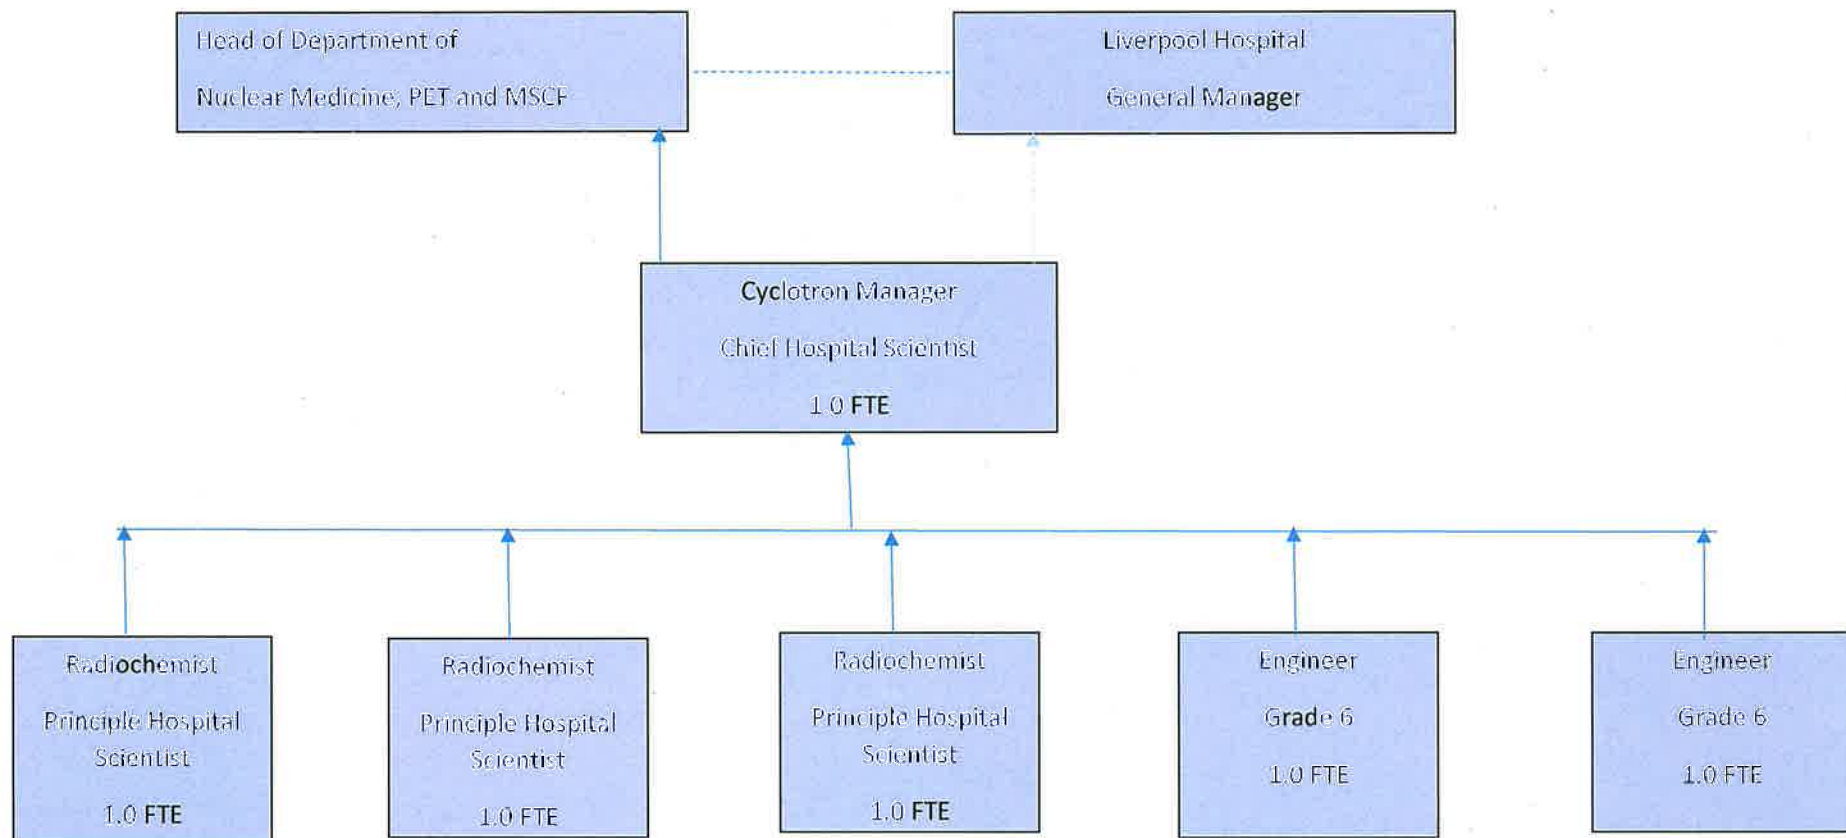 Head of Department of
Nuclear Medicine, PET and MSCF
Liverpool Hospital
General Manager
Cyclotron Manager
Chief Hospital Scientist
1.0 FTE
Radiochemist
Principle Hospital
Scientist
1.0 FTE
Radiochemist
Principle Hospital
Scientist
1.0 FTE
Radiochemist
Principle Hospital
Scientist
1.0 FTE
Engineer
Grade 6
1.0 FTE
Engineer
Grade 6
1.0 FTE